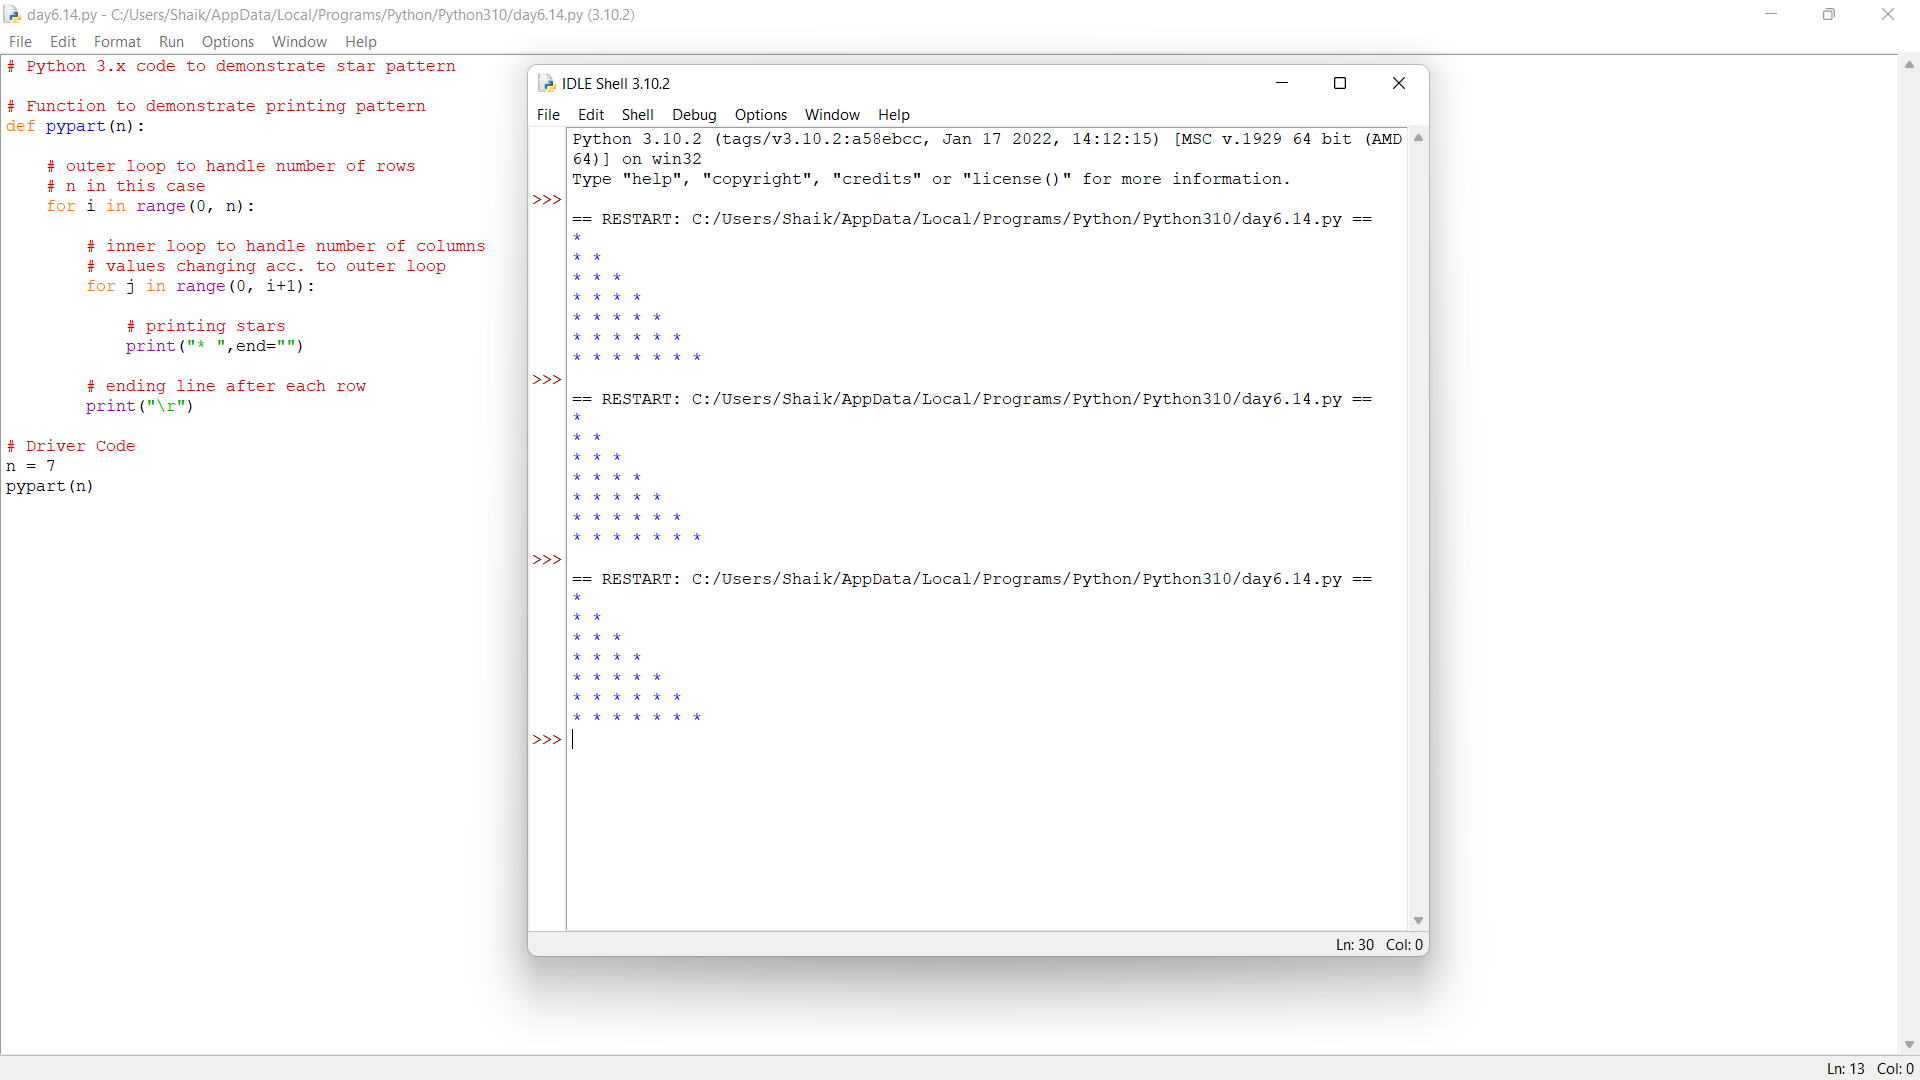 day6.14.py - C:/Users/Shaik/AppData/Local/Programs/Python/Python310/day6.14.py (3.10.2)
File Edit Format Run Options Window Help
# Python 3.x code to demonstrate star pattern
# Function to demonstrate printing pattern
def pypart(n):
# outer loop to handle number of rows
# n in this case
for i in range(0, n):
# inner loop to handle number of columns
# values changing acc. to outer loop
for j in range(0, i+1):
# printing stars
print("* ",end="")
# ending line after each row
print("\r")
# Driver Code
n = 7
pypart(n)
IDLE Shell 3.10.2
File Edit Shell Debug Options Window Help
Python 3.10.2 (tags/v3.10.2:a58ebcc, Jan 17 2022, 14:12:15) [MSC v.1929 64 bit (AMD
64)] on win32
Type "help", "copyright", "credits" or "license()" for more information.
>>>
== RESTART: C:/Users/Shaik/AppData/Local/Programs/Python/Python310/day6.14.py ==
*
* *
* * *
* * * *
* * * * *
* * * * * *
* * * * * * *
>>>
== RESTART: C:/Users/Shaik/AppData/Local/Programs/Python/Python310/day6.14.py ==
*
* *
* * *
* * * *
* * * * *
* * * * * *
* * * * * * *
>>>
== RESTART: C:/Users/Shaik/AppData/Local/Programs/Python/Python310/day6.14.py ==
*
* *
* * *
* * * *
* * * * *
* * * * * *
* * * * * * *
>>>
Ln: 30 Col: 0
Ln: 13 Col: 0